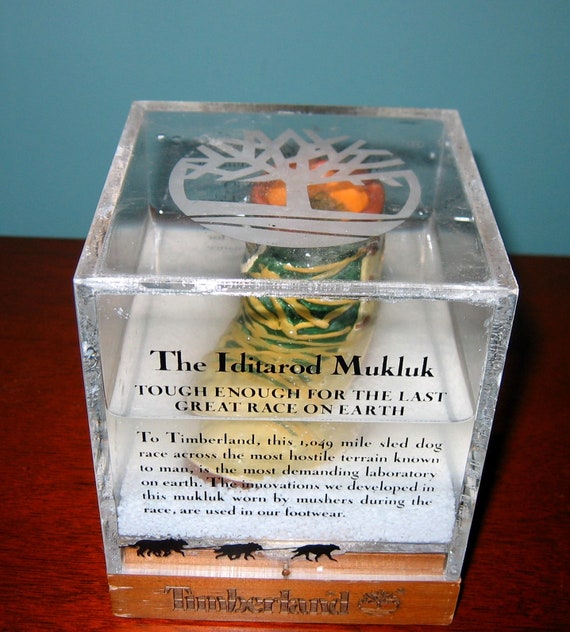 The Iditarod Mukluk
TOUGH ENOUGH FOR THE LAST
GREAT RACE ON EARTH
To Timberland, this 1,049 mile sled dog
race across the most hostile terrain known
to man, is the most demanding laboratory
on earth. The innovations we developed in
this mukluk worn by mushers during the
race, are used in our footwear.
Timberland